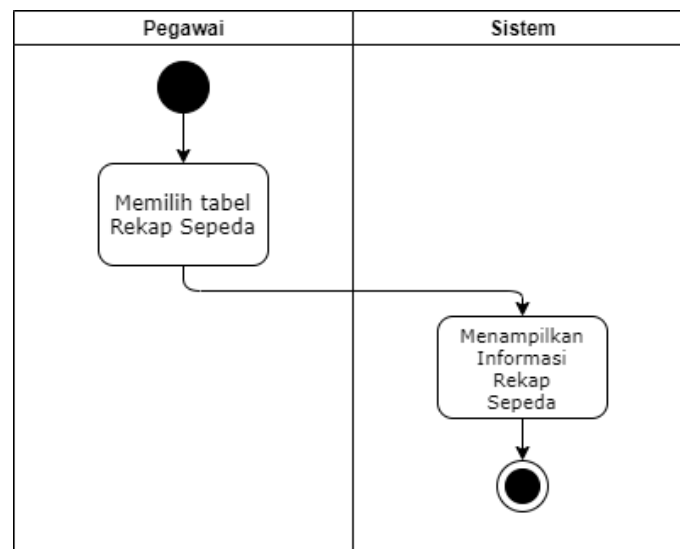 Pegawai
Sistem
Memilih tabel
Rekap Sepeda
Menampilkan
Informasi
Rekap
Sepeda